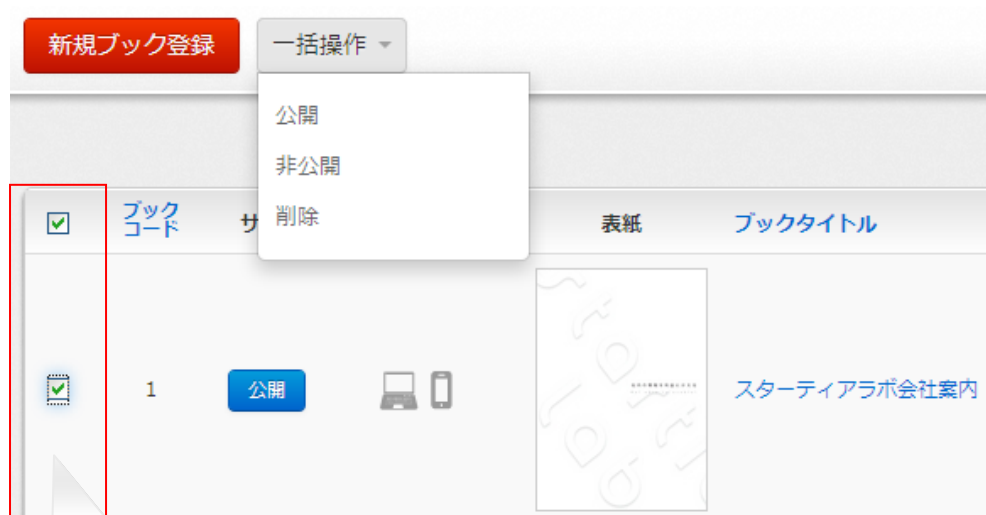 新規ブック登録
一括操作
公開
非公開
削除
ブック
コード
サ
表紙
ブックタイトル
1
公開
スターティアラボ会社案内